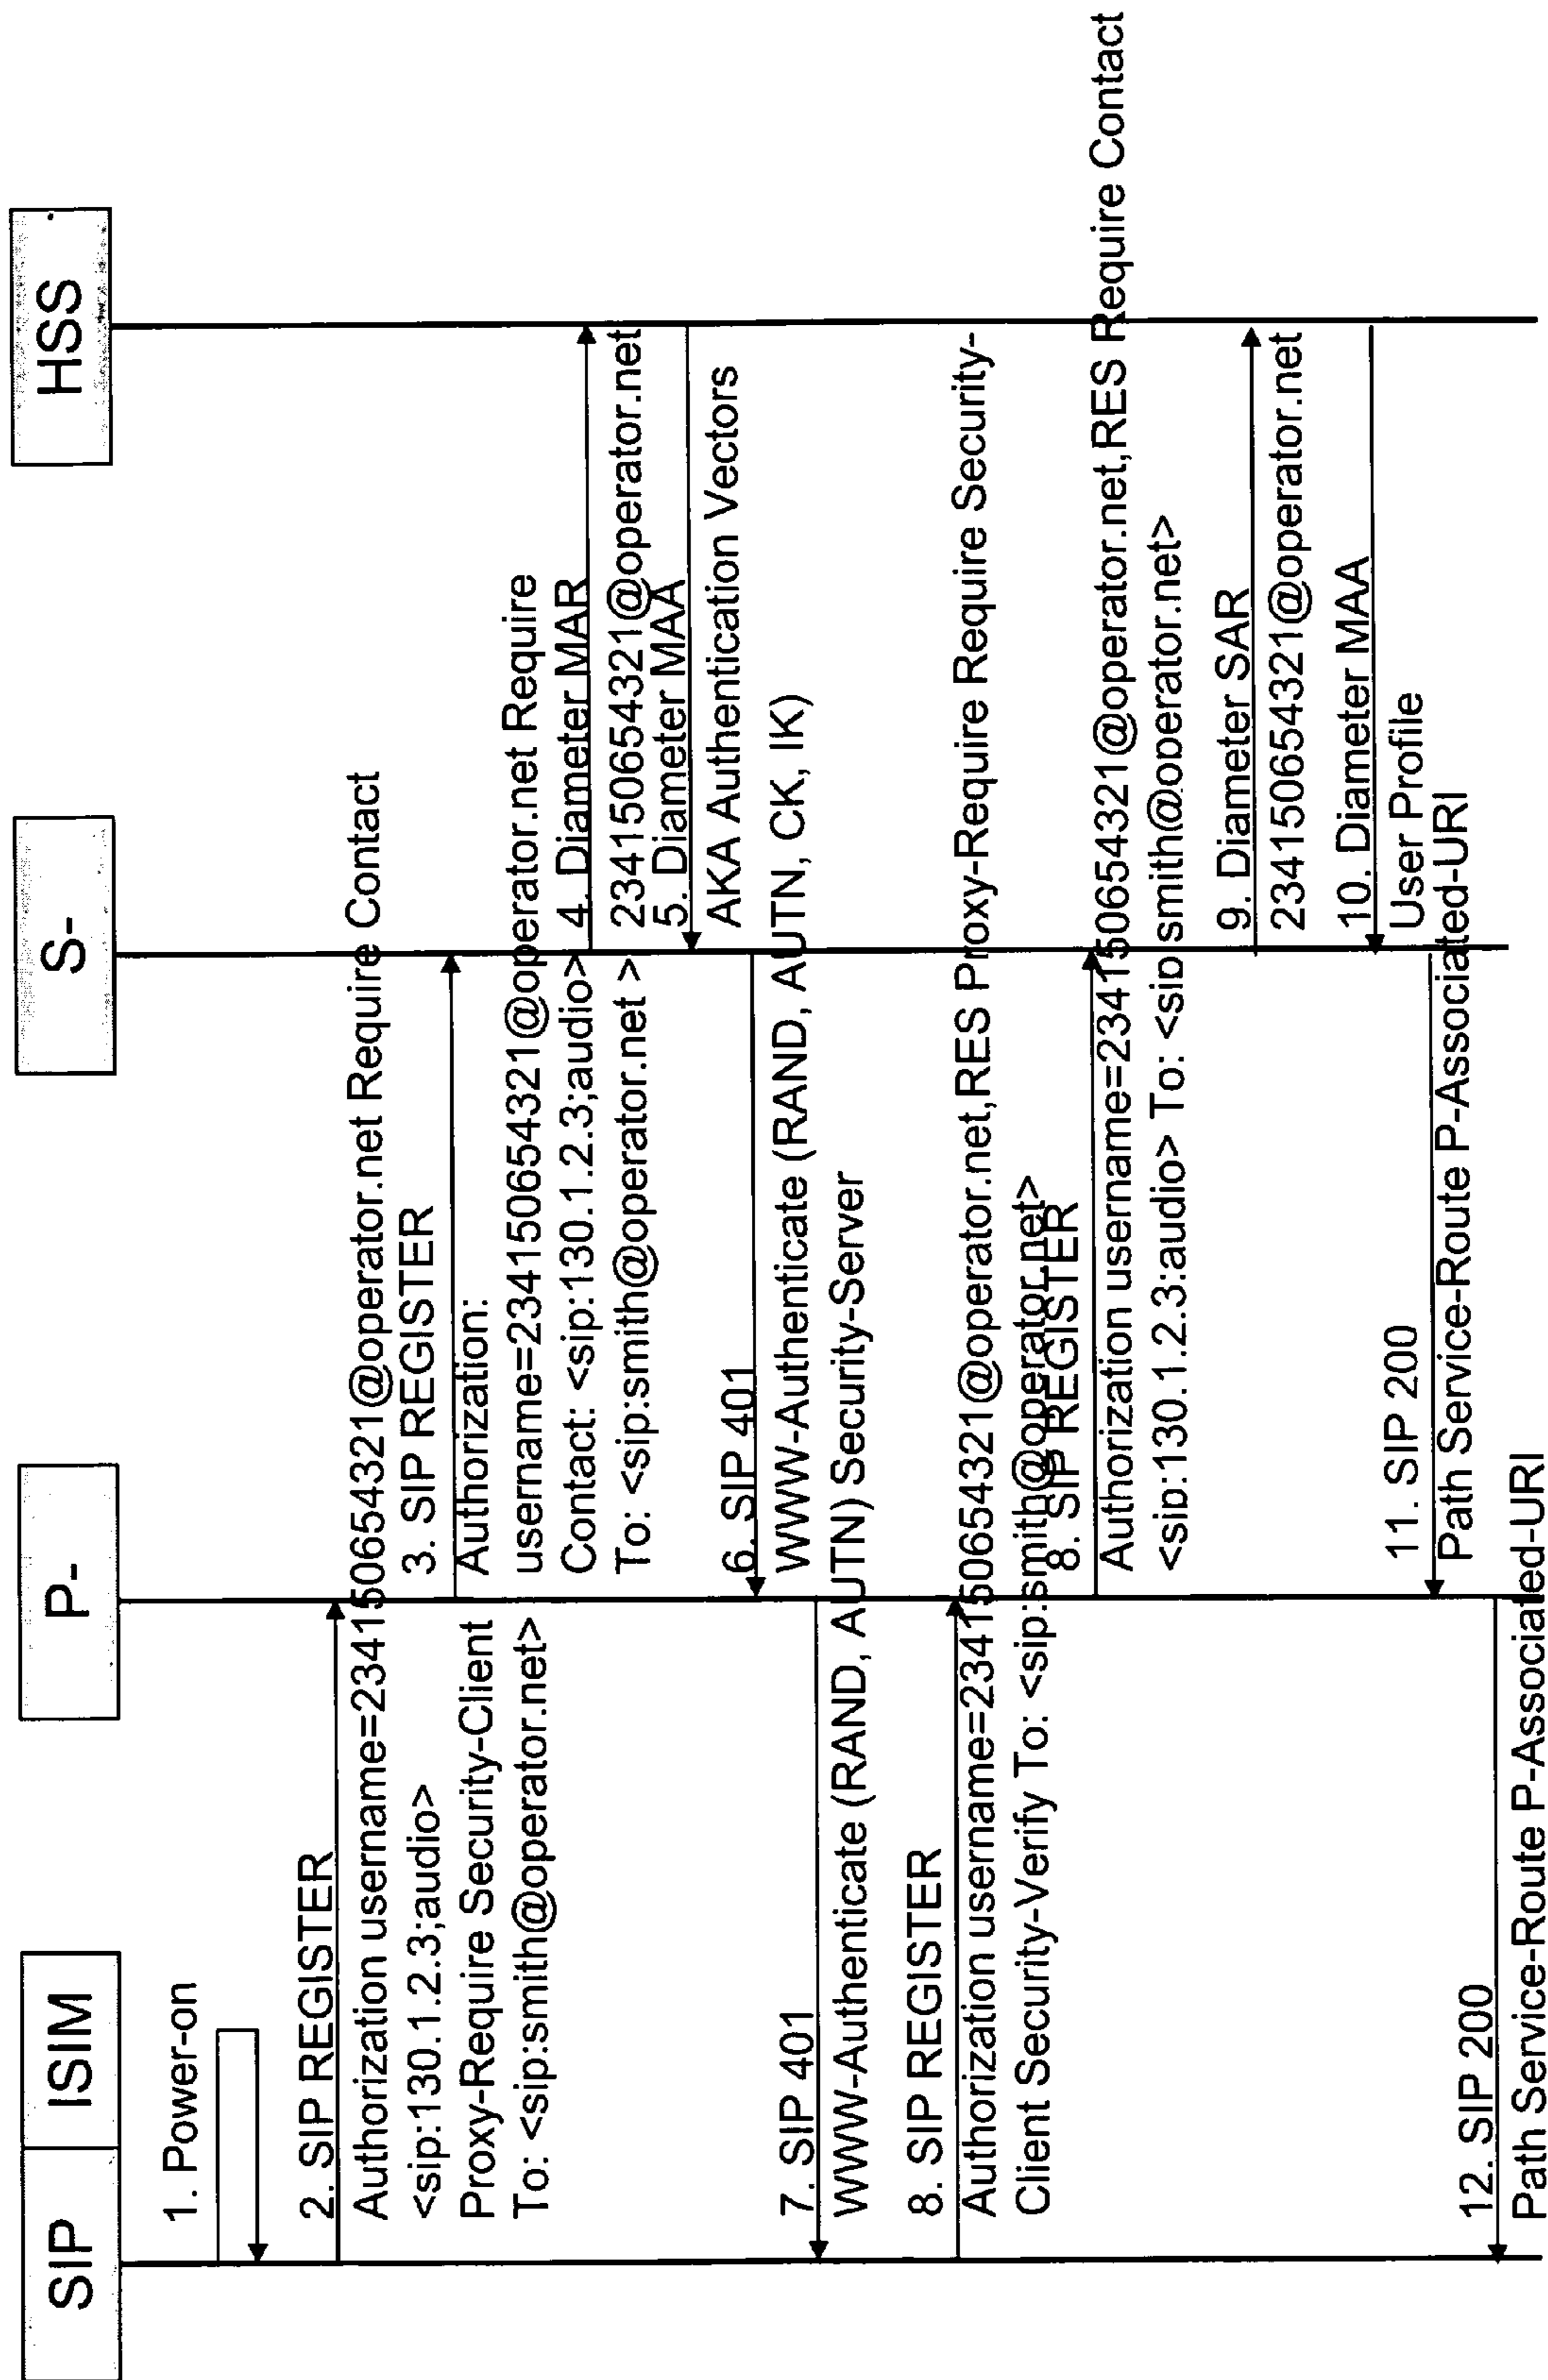 SIP ISIM P- S- HSS
1. Power-on
2. SIP REGISTER
Authorization username=234150654321@operator.net Require Contact
<sip:130.1.2.3;audio>
Proxy-Require Security-Client
To: <sip:smith@operator.net>
3. SIP REGISTER
Authorization:
username=234150654321@operator.net Require
Contact: <sip:130.1.2.3;audio>
To: <sip:smith@operator.net >
4. Diameter MAR
234150654321@operator.net
5. Diameter MAA
AKA Authentication Vectors
6. SIP 401
WWW-Authenticate (RAND, AUTN, CK, IK)
7. SIP 401
WWW-Authenticate (RAND, AUTN) Security-Server
8. SIP REGISTER
Authorization username=234150654321@operator.net,RES Proxy-Require Require Security-
Client Security-Verify To: <sip:smith@operator.net>
8. SIP REGISTER
Authorization username=234150654321@operator.net,RES Require Contact
<sip:130.1.2.3:audio> To: <sip:smith@operator.net>
9. Diameter SAR
234150654321@operator.net
10. Diameter MAA
User Profile
11. SIP 200
Path Service-Route P-Associated-URI
12. SIP 200
Path Service-Route P-Associated-URI